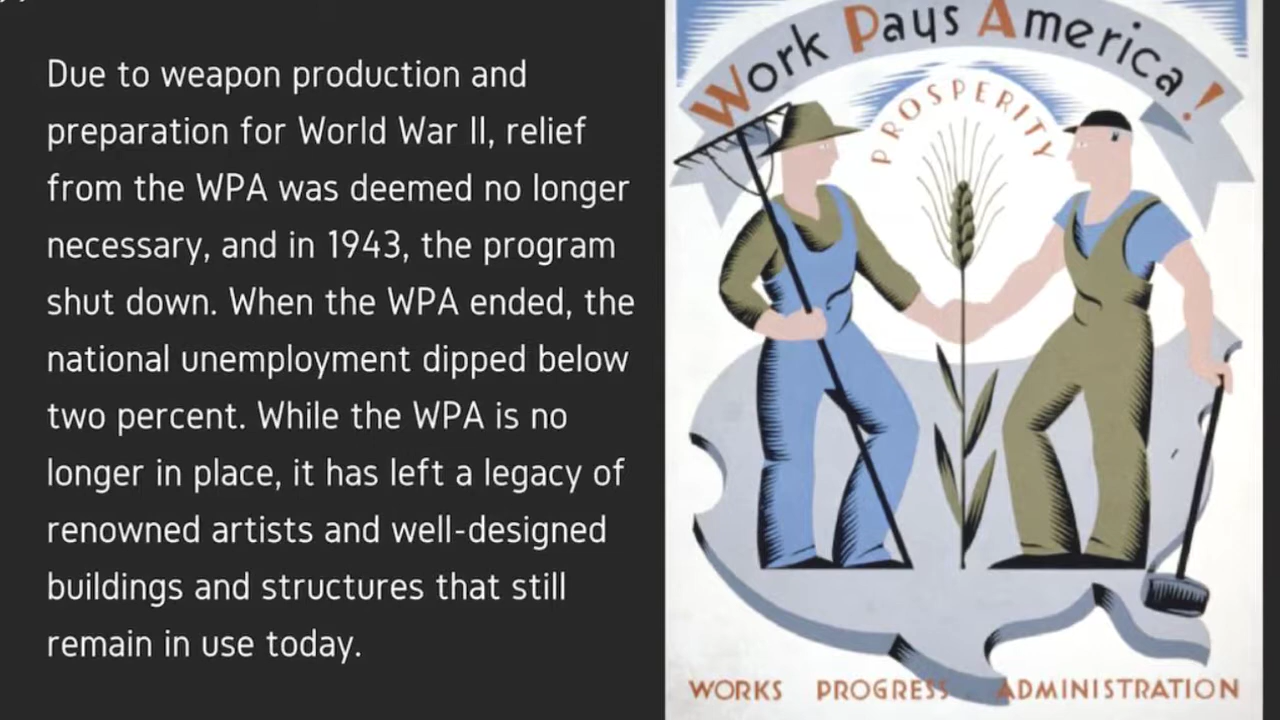 Due to weapon production and
preparation for World War II, relief
from the WPA was deemed no longer
necessary, and in 1943, the program
shut down. When the WPA ended, the
national unemployment dipped below
two percent. While the WPA is no
longer in place, it has left a legacy of
renowned artists and well-designed
buildings and structures that still
remain in use today.
Work Pays America!
PROSPERITY
WORKS PROGRESS ADMINISTRATION